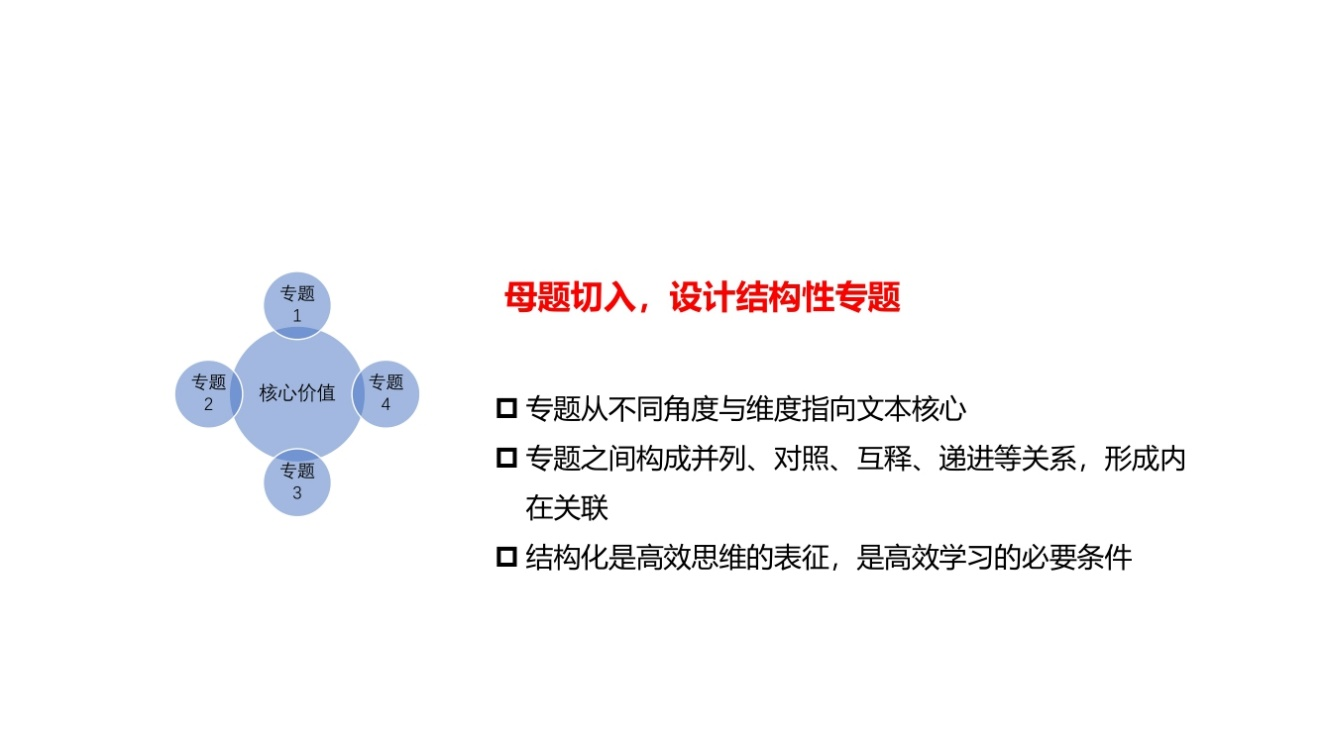 专题
1
专题
2
核心价值
专题
4
专题
3
母题切入，设计结构性专题
专题从不同角度与维度指向文本核心
专题之间构成并列、对照、互释、递进等关系，形成内
在关联
结构化是高效思维的表征，是高效学习的必要条件